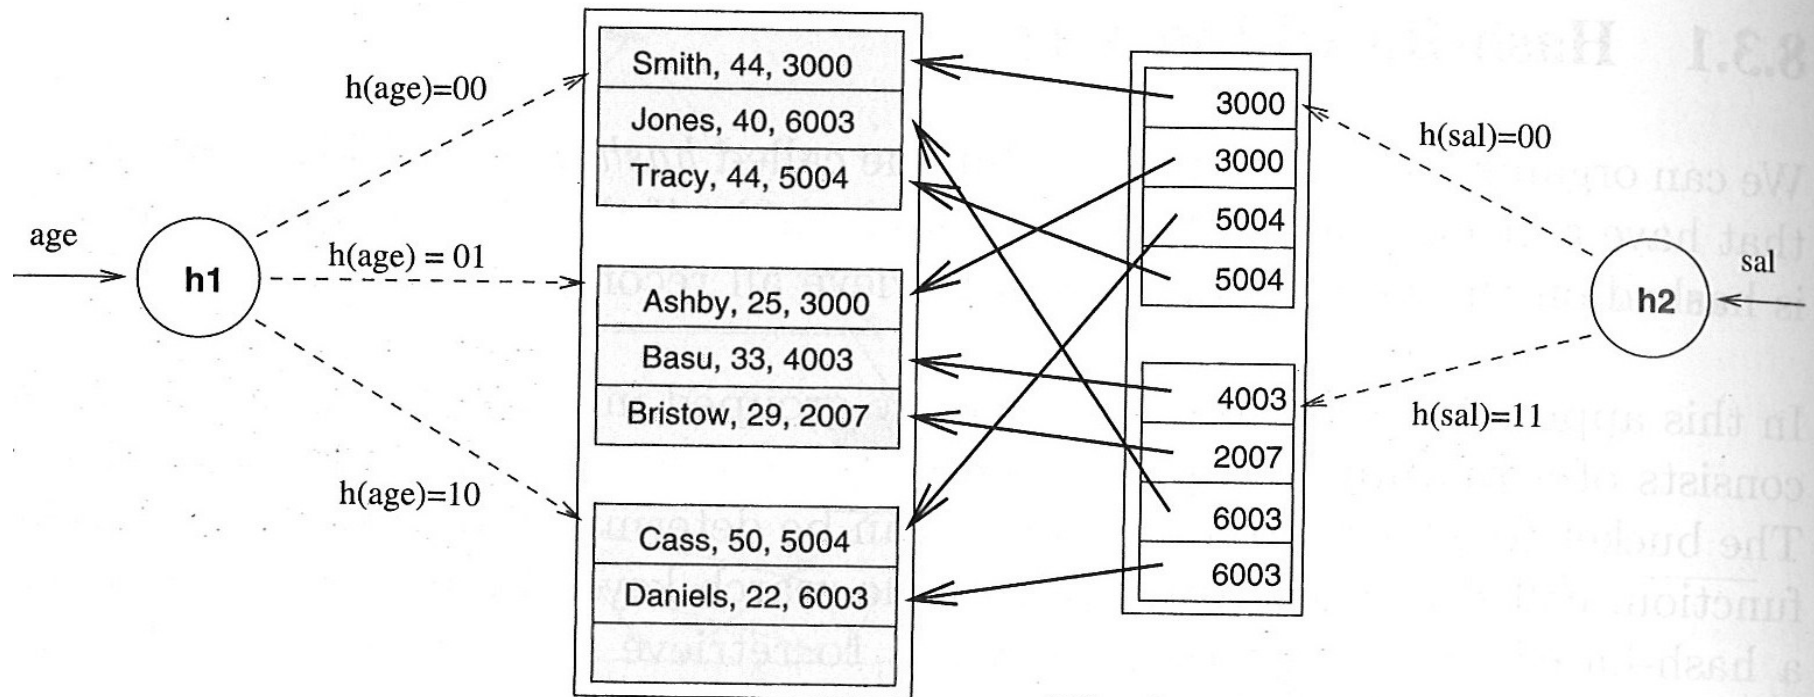 age
h1
h(age)=00
h(age) = 01
h(age)=10
Smith, 44, 3000
Jones, 40, 6003
Tracy, 44, 5004
Ashby, 25, 3000
Basu, 33, 4003
Bristow, 29, 2007
Cass, 50, 5004
Daniels, 22, 6003
3000
3000
5004
5004
4003
2007
6003
6003
h(sal)=00
h(sal)=11
h2
sal